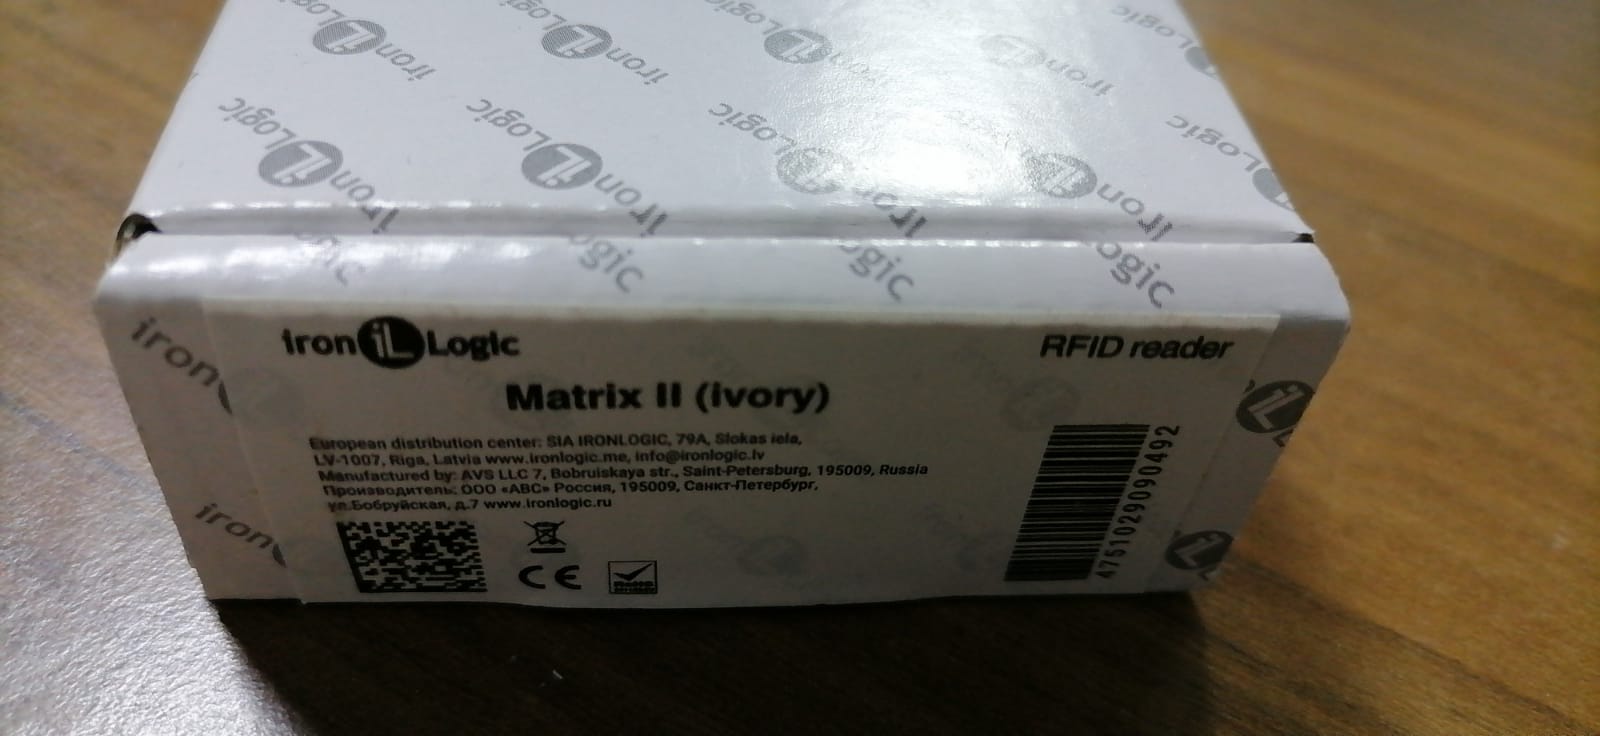 iron iL Logic
RFID reader
Matrix II (ivory)
European distribution center: SIA IRONLOGIC, 79A, Slokas iela,
LV-1007, Riga, Latvia www.ironlogic.me, info@ironlogic.lv
Manufactured by: AVS LLC 7, Bobruiskaya str., Saint-Petersburg, 195009, Russia
Производитель: ООО «АВС» Россия, 195009, Санкт-Петербург,
ул.Бобруйская, д.7 www.ironlogic.ru
CE
4751029090492